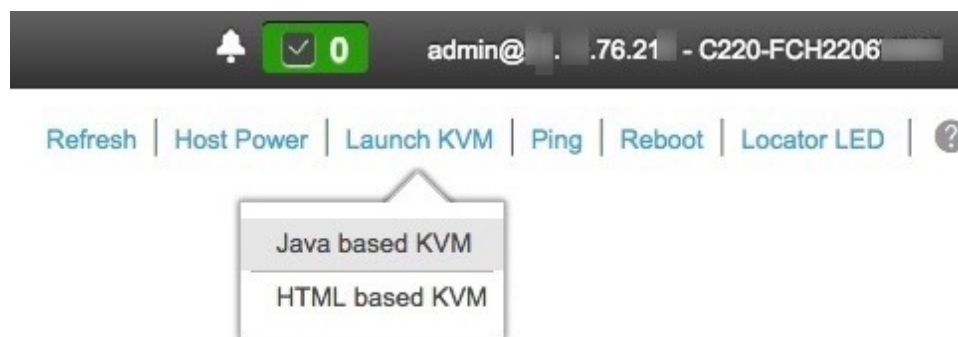 0 admin@ . .76.21 - C220-FCH2206
Refresh | Host Power | Launch KVM | Ping | Reboot | Locator LED | ?
Java based KVM
HTML based KVM